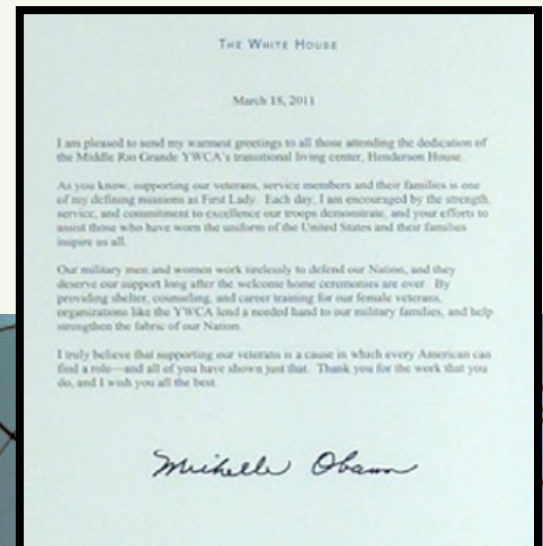 THE WHITE HOUSE
March 18, 2011
I am pleased to send my warmest greetings to all those attending the dedication of
the Middle Rio Grande YWCA's transitional living center, Henderson House.
As you know, supporting our veterans, service members and their families is one
of my defining missions as First Lady. Each day, I am encouraged by the strength,
service, and commitment to excellence our troops demonstrate, and your efforts to
assist those who have worn the uniform of the United States and their families
inspire us all.
Our military men and women work tirelessly to defend our Nation, and they
deserve our support long after the welcome home ceremonies are over. By
providing shelter, counseling, and career training for our female veterans,
organizations like the YWCA lend a needed hand to our military families, and help
strengthen the fabric of our Nation.
I truly believe that supporting our veterans is a cause in which every American can
find a role—and all of you have shown just that. Thank you for the work that you
do, and I wish you all the best.
Michelle Obama